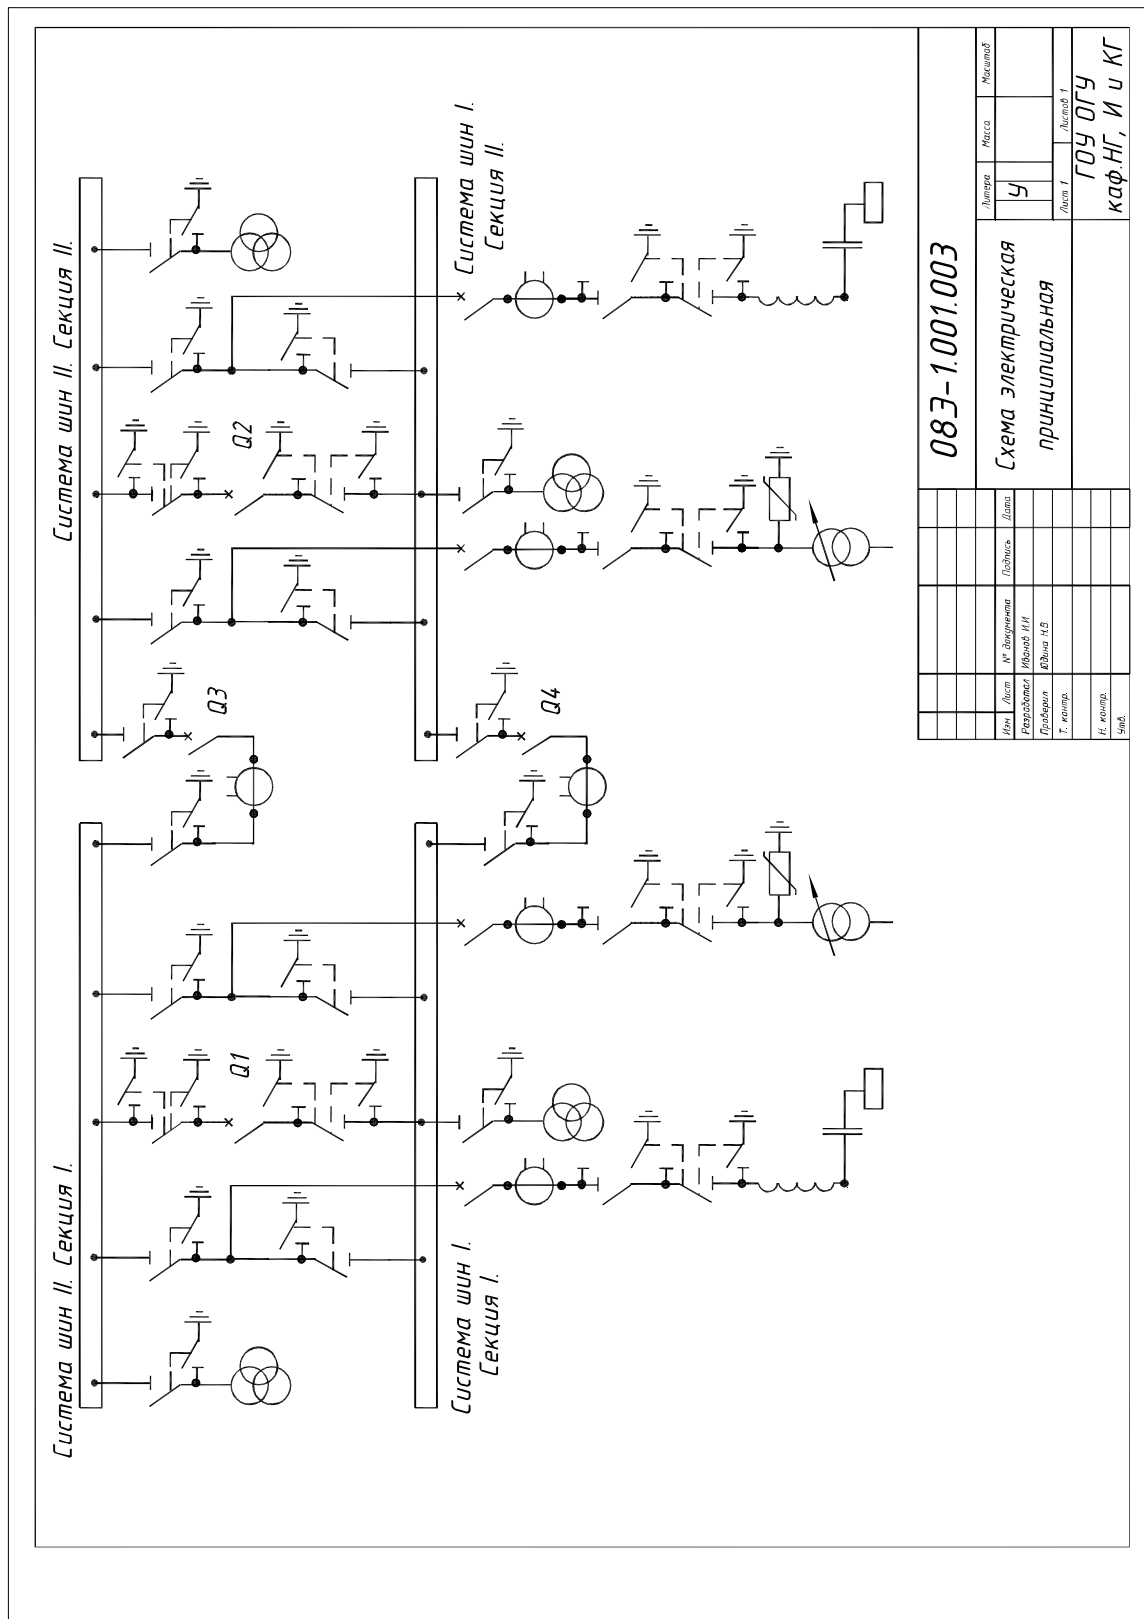 Система шин II. Секция I.
Система шин II. Секция II.
Q1
Q3
Q2
Система шин I.
Секция I.
Q4
Система шин I.
Секция II.
083-1.001.003
Изм Лист № документа Подпись Дата
Разработал Иванов И.И.
Проверил Юдина Н.В
Т. контр.
Н. контр.
Утв.
Схема электрическая
принципиальная
Литера Масса Масштаб
У
Лист 1 Листов 1
ГОУ ОГУ
каф.НГ, И и КГ